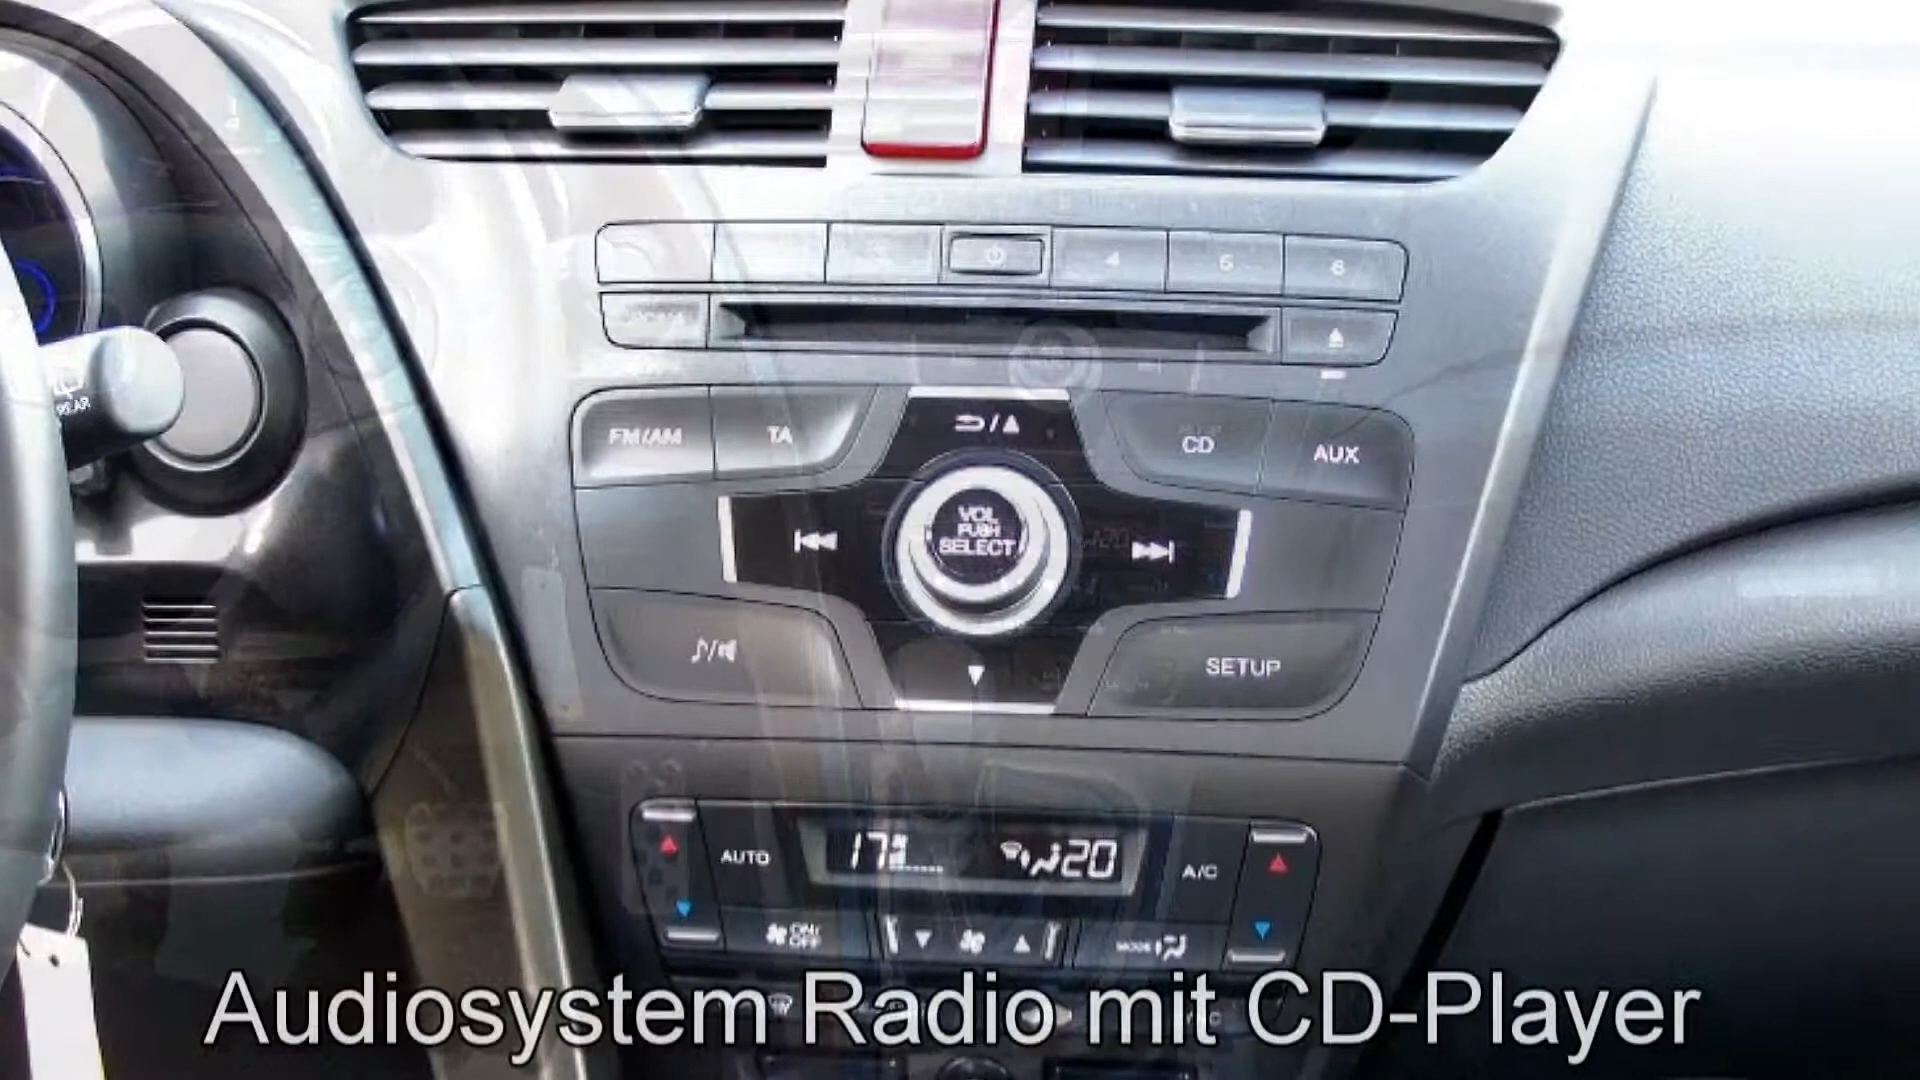 4 5 6
REAR
FM/AM TA CD AUX
VOL
PUSH
SELECT
SETUP
AUTO 17 20 A/C
ON/
OFF
MODE
Audiosystem Radio mit CD-Player